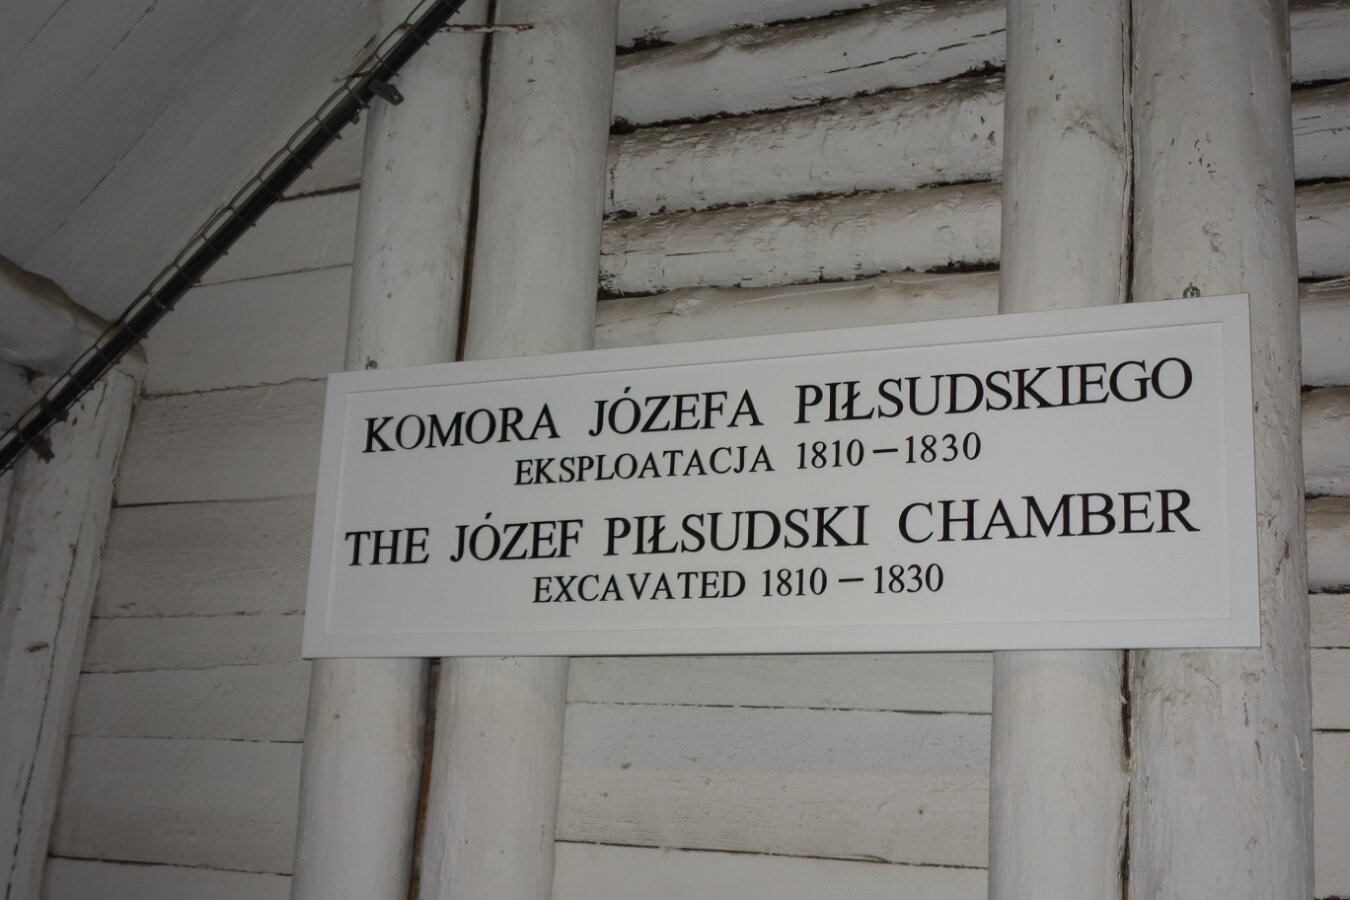 KOMORA JÓZEFA PIŁSUDSKIEGO
EKSPLOATACJA 1810 – 1830
THE JÓZEF PIŁSUDSKI CHAMBER
EXCAVATED 1810 – 1830